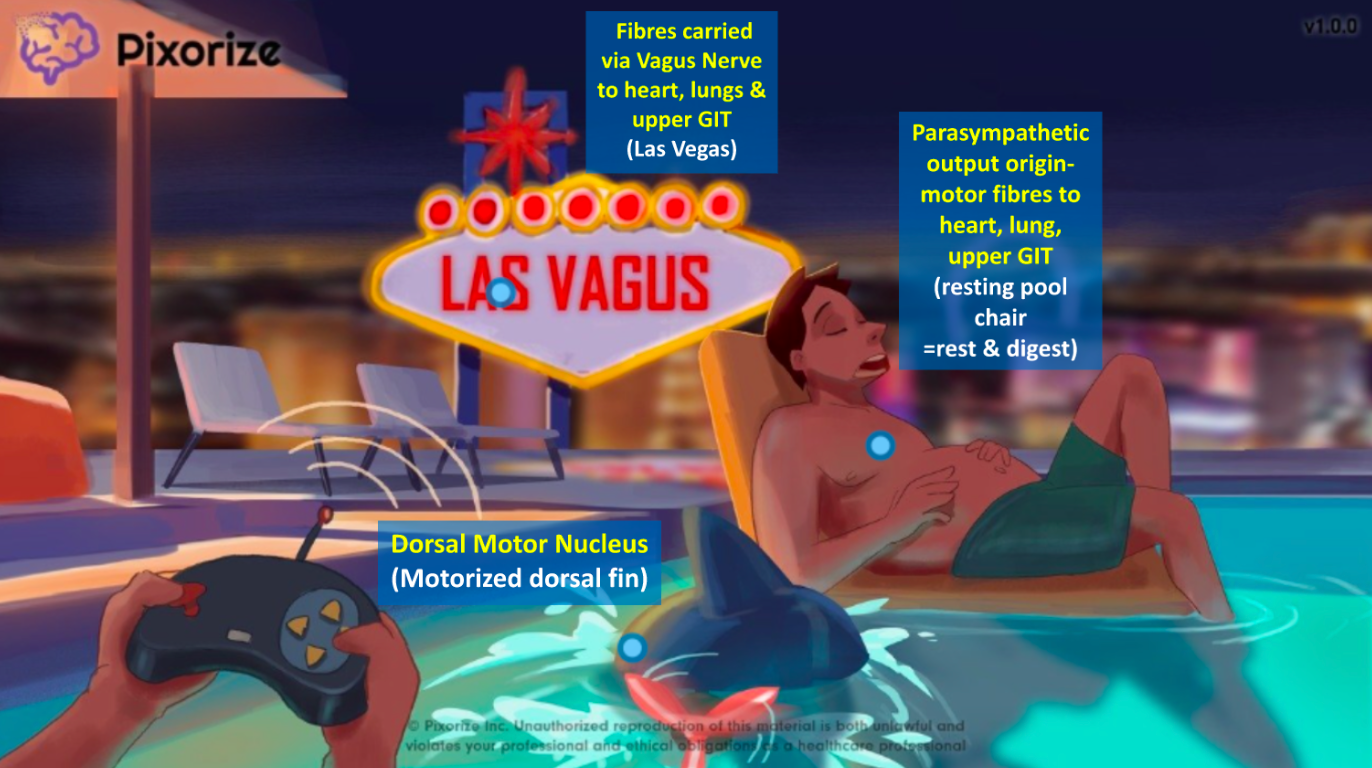 Pixorize
v1.0.0
Fibres carried
via Vagus Nerve
to heart, lungs &
upper GIT
(Las Vegas)
Parasympathetic
output origin-
motor fibres to
heart, lung,
upper GIT
(resting pool
chair
=rest & digest)
LAS VAGUS
Dorsal Motor Nucleus
(Motorized dorsal fin)
© Pixorize Inc. Unauthorized reproduction of this material is both unlawful and
violates your professional and ethical obligations as a healthcare professional